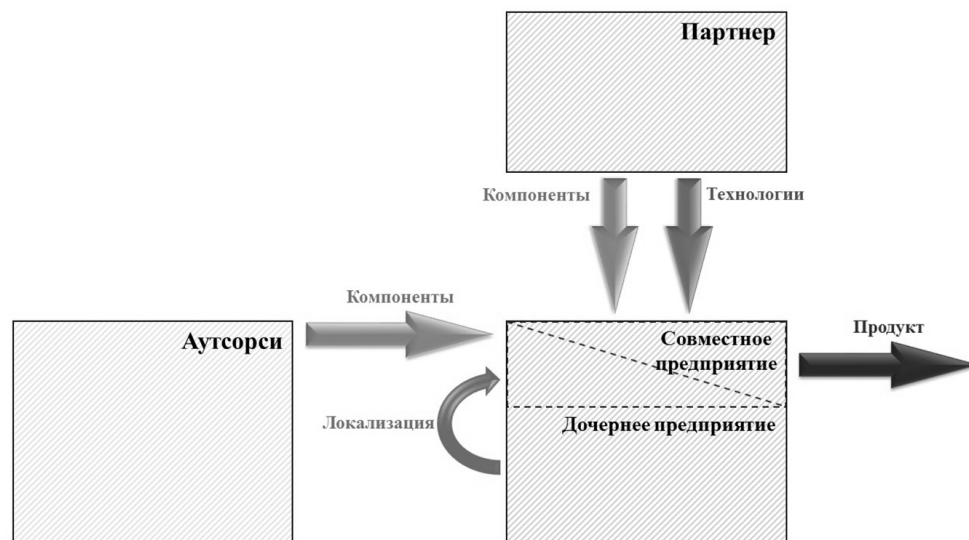 Партнер
Компоненты
Технологии
Компоненты
Аутсорси
Совместное
предприятие
Продукт
Локализация
Дочернее предприятие